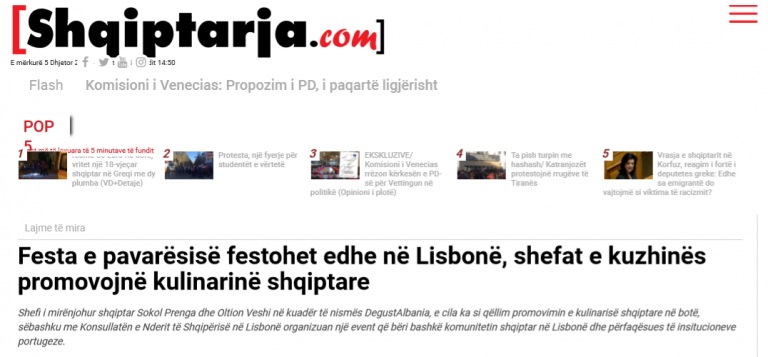 [Shqiptarja.com]
E mërkurë 5 Dhjetor 2 t i ditit 14:50
Flash Komisioni i Venecias: Propozim i PD, i paqartë ligjërisht
POP
5
më të lexuara të 5 minutave të fundit
1
vritet një 18-vjeçar
shqiptar në Greqi me dy
plumba (VD+Detaje)
2 Protesta, një fyerje për
studentët e vërtetë
3 EKSKLUZIVE/
Komisioni i Venecias
rrëzon kërkesën e PD-
së për Vettingun në
politikë (Opinioni i plotë)
4 Ta pish turpin me
hashash/ Katranjozët
protestojnë rrugëve të
Tiranës
5 Vrasja e shqiptarit në
Korfuz, reagim i fortë i
deputetes greke: Edhe
sa emigrantë do
vajtojmë si viktima të racizmit?
Lajme të mira
Festa e pavarësisë festohet edhe në Lisbonë, shefat e kuzhinës
promovojnë kulinarinë shqiptare
Shefi i mirënjohur shqiptar Sokol Prenga dhe Oltion Veshi në kuadër të nismës DegustAlbania, e cila ka si qëllim promovimin e kulinarisë shqiptare në botë,
sëbashku me Konsullatën e Nderit të Shqipërisë në Lisbonë organizuan një event që bëri bashkë komunitetin shqiptar në Lisbonë dhe përfaqësues të insitucioneve
portugeze.